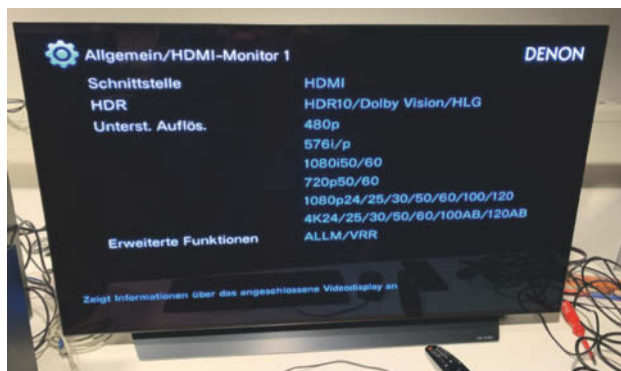 Allgemein/HDMI-Monitor 1
DENON
Schnittstelle HDMI
HDR HDR10/Dolby Vision/HLG
Unterst. Auflös. 480p
576i/p
1080i50/60
720p50/60
1080p24/25/30/50/60/100/120
4K24/25/30/50/60/100AB/120AB
Erweiterte Funktionen ALLM/VRR
Zeigt Informationen über das angeschlossene Videodisplay an